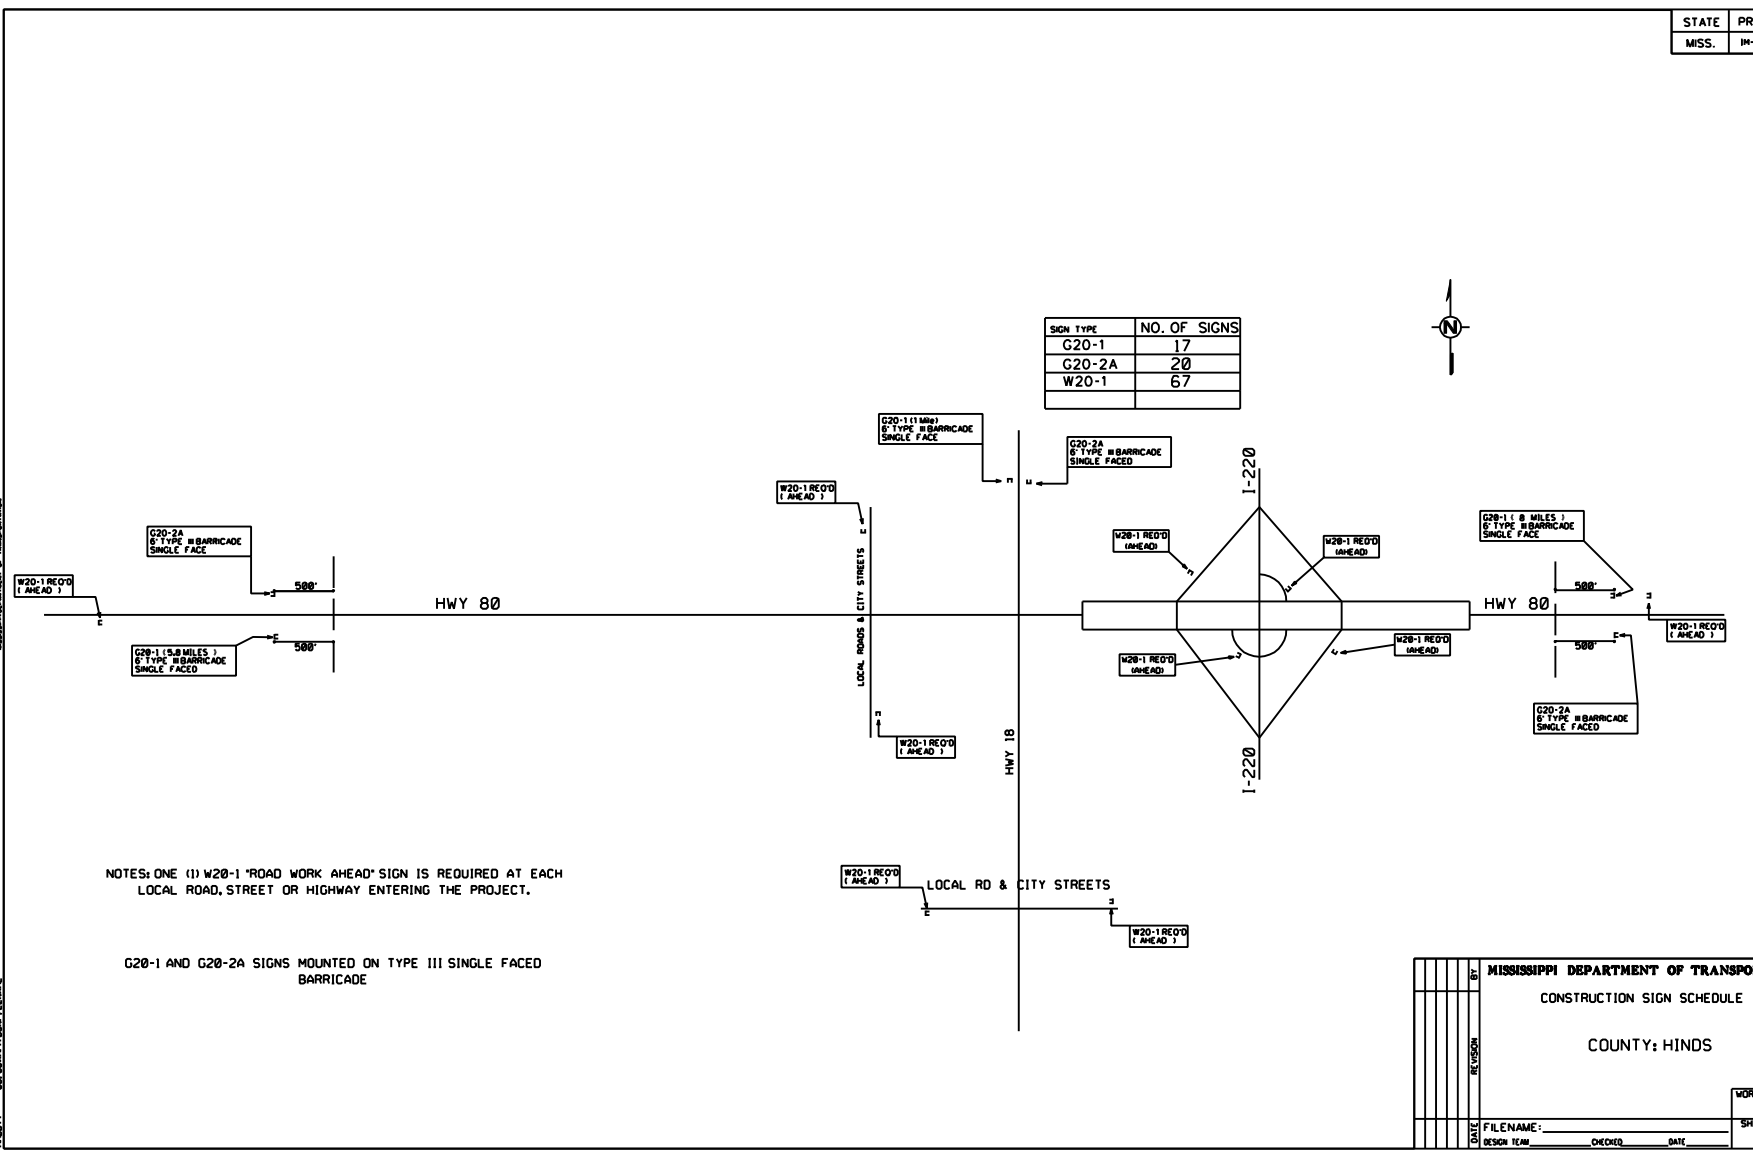 STATE
MISS.
SIGN TYPE NO. OF SIGNS
G20-1 17
G20-2A 20
W20-1 67
G20-1 (1 Mile)
6' TYPE III BARRICADE
SINGLE FACE
G20-2A
6' TYPE III BARRICADE
SINGLE FACED
W20-1 REQ'D
( AHEAD )
I-220
G20-2A
6' TYPE III BARRICADE
SINGLE FACE
W20-1 REQ'D
(AHEAD)
W20-1 REQ'D
(AHEAD)
G20-1 ( 8 MILES )
6' TYPE III BARRICADE
SINGLE FACE
W20-1 REQ'D
( AHEAD )
500'
HWY 80
LOCAL ROADS & CITY STREETS
HWY 80
500'
W20-1 REQ'D
( AHEAD )
G20-1 (5.8 MILES )
6' TYPE III BARRICADE
SINGLE FACED
500'
W20-1 REQ'D
(AHEAD)
W20-1 REQ'D
(AHEAD)
500'
G20-2A
6' TYPE III BARRICADE
SINGLE FACED
W20-1 REQ'D
( AHEAD )
HWY 18
I-220
NOTES: ONE (1) W20-1 "ROAD WORK AHEAD" SIGN IS REQUIRED AT EACH
LOCAL ROAD, STREET OR HIGHWAY ENTERING THE PROJECT.
W20-1 REQ'D
( AHEAD )
LOCAL RD & CITY STREETS
W20-1 REQ'D
( AHEAD )
G20-1 AND G20-2A SIGNS MOUNTED ON TYPE III SINGLE FACED
BARRICADE
N
BY
REVISION
DATE
MISSISSIPPI DEPARTMENT OF TRANSPO
CONSTRUCTION SIGN SCHEDULE
COUNTY: HINDS
FILENAME:
DESIGN TEAM CHECKED DATE